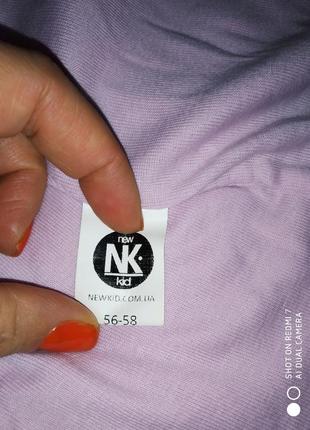 new
NK.
kid
NEWKID.COM.UA
56-58
SHOT ON REDMI 7
AI DUAL CAMERA